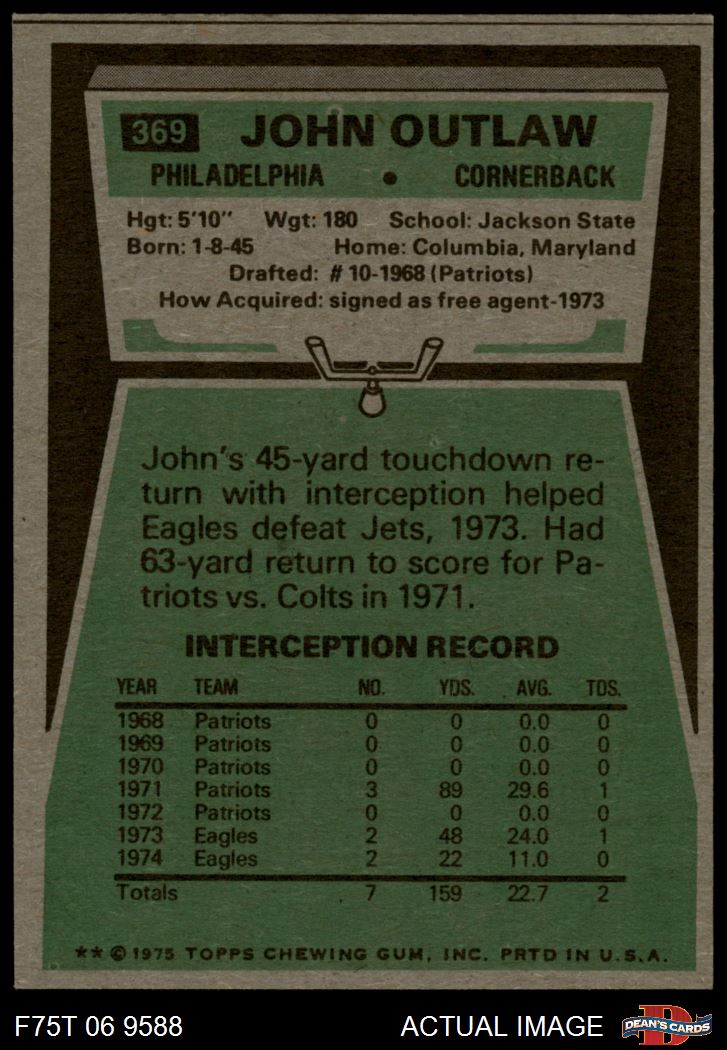 369 JOHN OUTLAW
PHILADELPHIA • CORNERBACK
Hgt: 5'10" Wgt: 180 School: Jackson State
Born: 1-8-45 Home: Columbia, Maryland
Drafted: # 10-1968 (Patriots)
How Acquired: signed as free agent-1973
John's 45-yard touchdown re-
turn with interception helped
Eagles defeat Jets, 1973. Had
63-yard return to score for Pa-
triots vs. Colts in 1971.
INTERCEPTION RECORD
YEAR TEAM NO. YDS. AVG. TDS.
1968 Patriots 0 0 0.0 0
1969 Patriots 0 0 0.0 0
1970 Patriots 0 0 0.0 0
1971 Patriots 3 89 29.6 1
1972 Patriots 0 0 0.0 0
1973 Eagles 2 48 24.0 1
1974 Eagles 2 22 11.0 0
Totals 7 159 22.7 2
** © 1975 TOPPS CHEWING GUM, INC. PRTD IN U.S.A.
F75T 06 9588 ACTUAL IMAGE DEAN'S CARDS